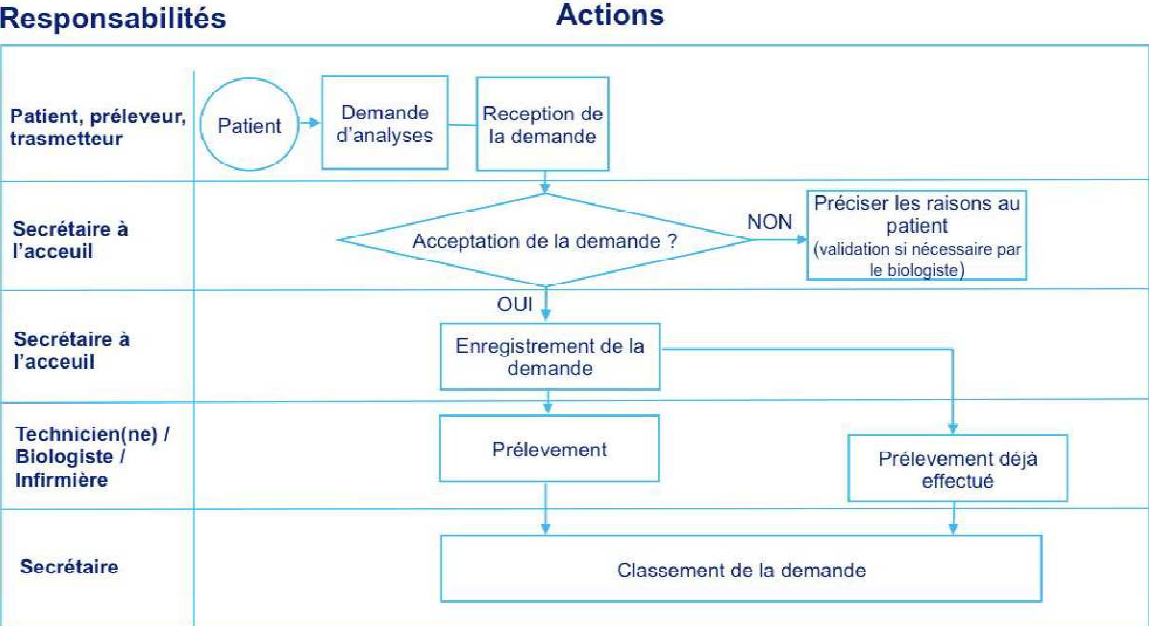 Responsabilités
Actions
Patient, préleveur,
trasmetteur
Patient
Demande
d'analyses
Reception de
la demande
Secrétaire à
l'acceuil
Acceptation de la demande ?
NON
Préciser les raisons au
patient
(validation si nécessaire par
le biologiste)
OUI
Secrétaire à
l'acceuil
Enregistrement de la
demande
Technicien(ne) /
Biologiste /
Infirmière
Prélevement
Prélevement déjà
effectué
Secrétaire
Classement de la demande